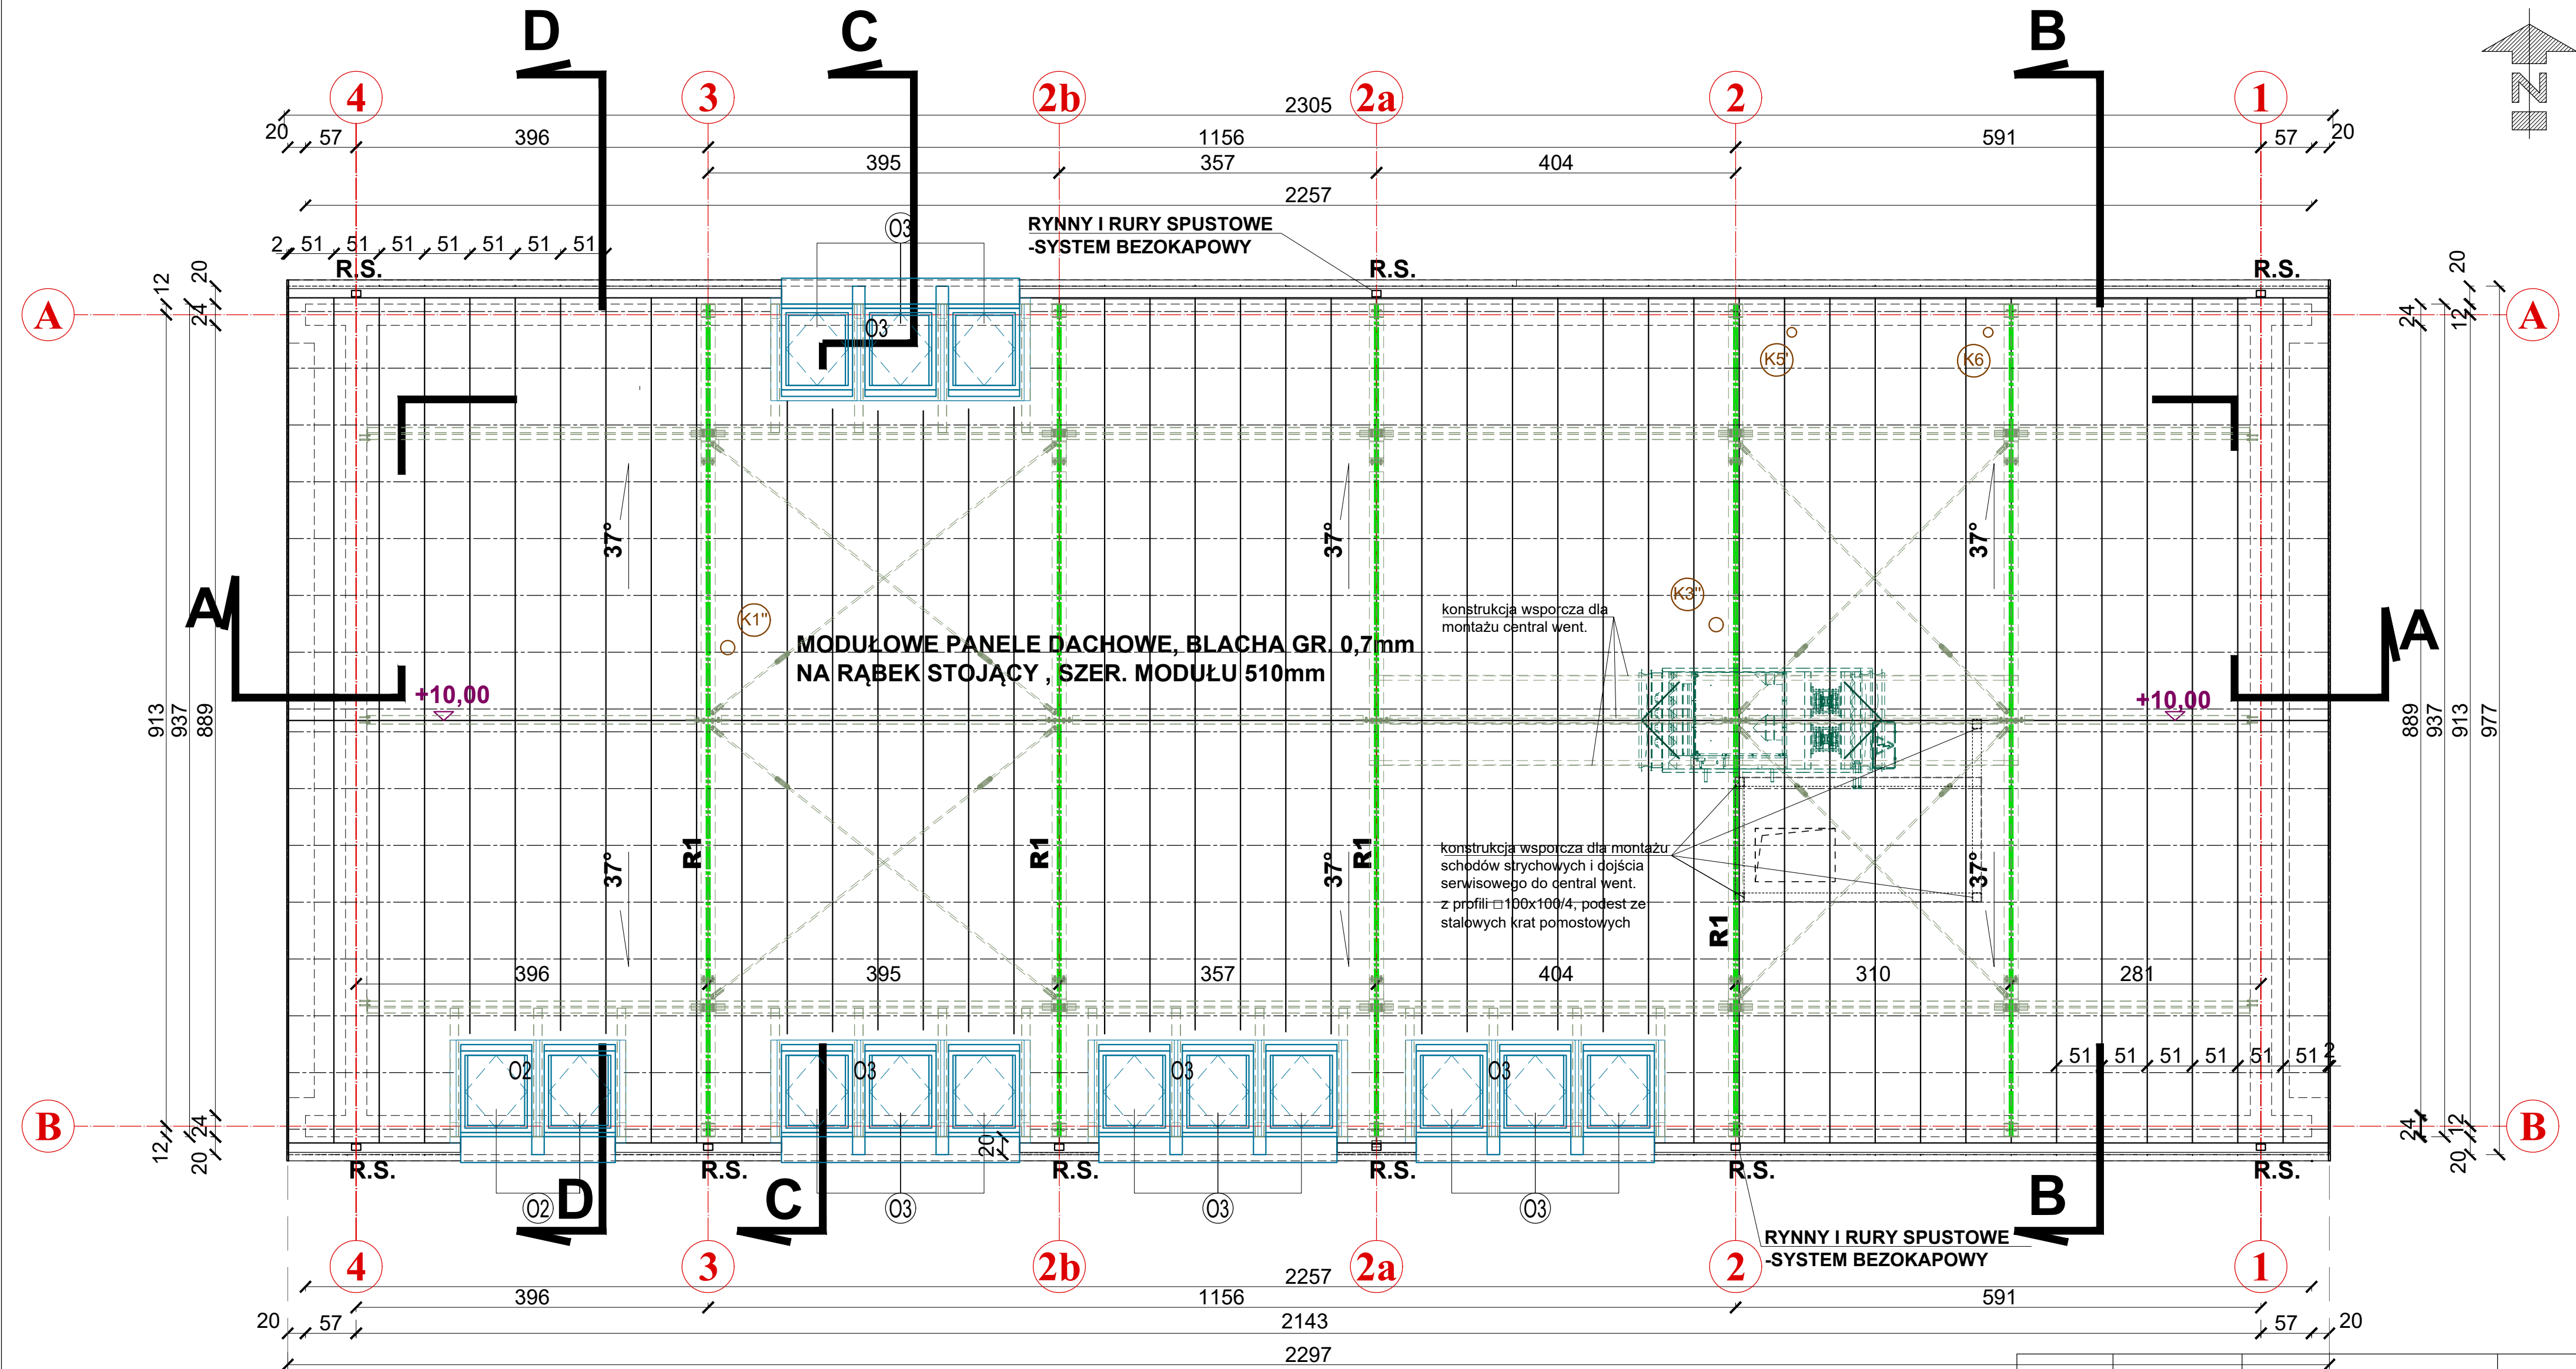 D
C
B
4
3
2b
2a
2
1
N
2305
20
57
396
1156
591
57
20
395
357
404
2257
O3
RYNNY I RURY SPUSTOWE
-SYSTEM BEZOKAPOWY
2
51
51
51
51
51
51
51
R.S.
R.S.
R.S.
12
20
24
20
24
12
A
A
O3
K5'
K6
37°
37°
37°
A
A
K1"
K3"
konstrukcja wsporcza dla
montażu central went.
MODUŁOWE PANELE DACHOWE, BLACHA GR. 0,7mm
NA RĄBEK STOJĄCY , SZER. MODUŁU 510mm
+10,00
+10,00
913
937
889
889
937
913
977
R1
R1
R1
R1
37°
37°
37°
konstrukcja wsporcza dla montażu
schodów strychowych i dojścia
serwisowego do central went.
z profili □100x100/4, podest ze
stalowych krat pomostowych
396
395
357
404
310
281
51
51
51
51
51
51
2
O2
O3
O3
O3
B
B
12
24
20
20
24
12
20
R.S.
R.S.
R.S.
R.S.
R.S.
R.S.
O2
D
C
O3
O3
O3
B
RYNNY I RURY SPUSTOWE
-SYSTEM BEZOKAPOWY
4
3
2b
2a
2
1
2257
396
1156
591
20
57
2143
57
20
2297